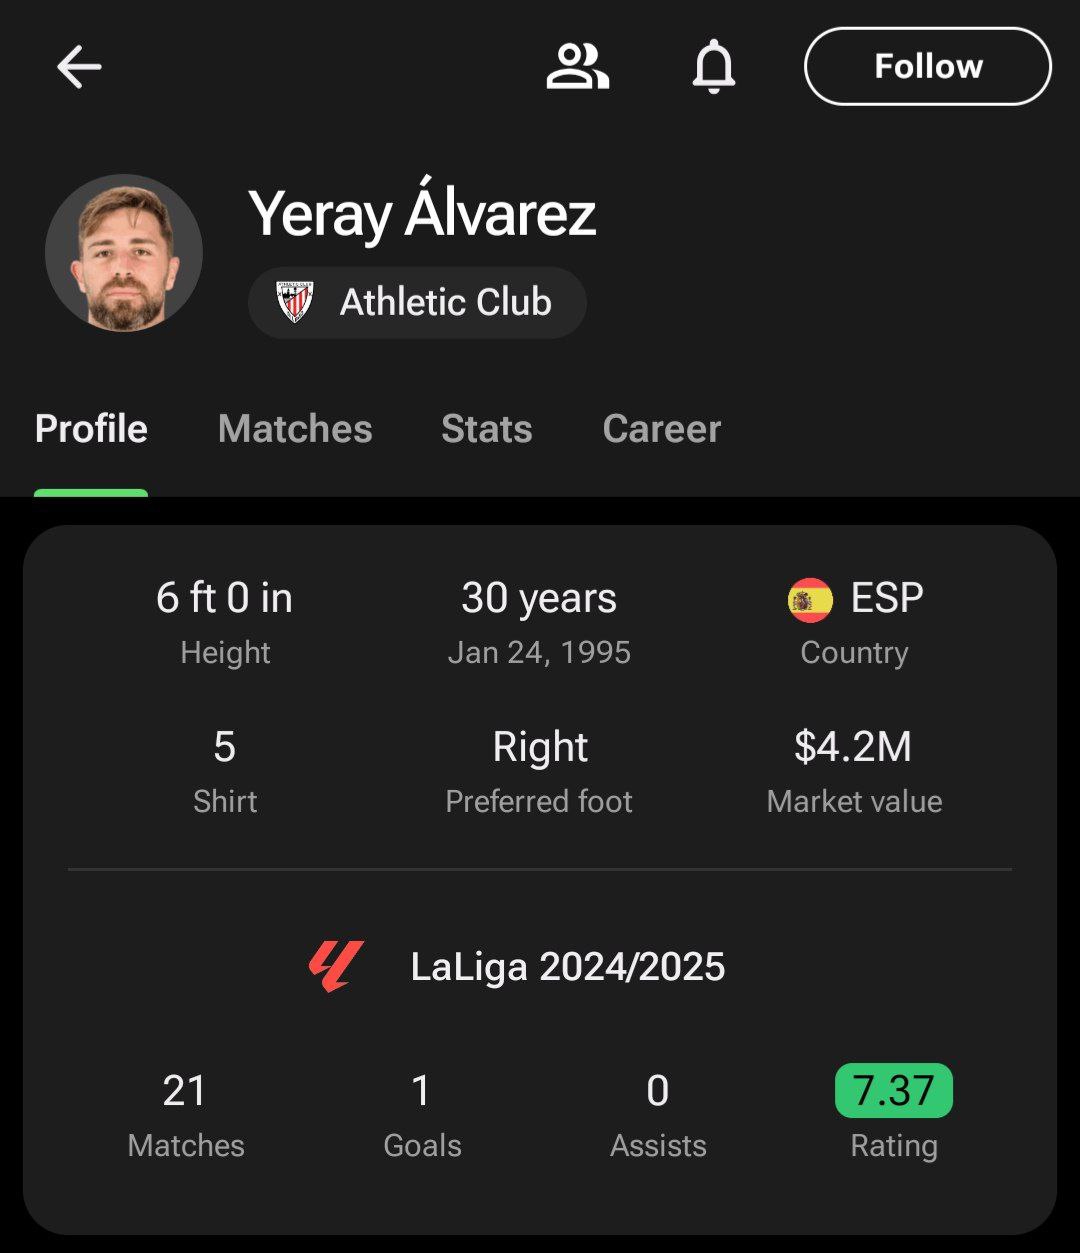 Follow
Yeray Álvarez
Athletic Club
Profile Matches Stats Career
6 ft 0 in 30 years ESP
Height Jan 24, 1995 Country
5 Right $4.2M
Shirt Preferred foot Market value
LaLiga 2024/2025
21 1 0 7.37
Matches Goals Assists Rating